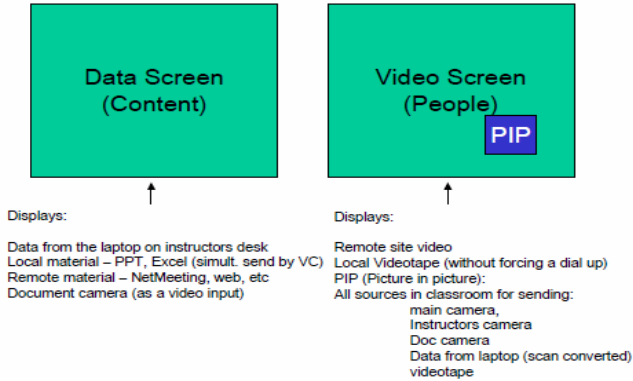 Data Screen
(Content)
Video Screen
(People)
PIP
Displays:
Data from the laptop on instructors desk
Local material – PPT, Excel (simult. send by VC)
Remote material – NetMeeting, web, etc
Document camera (as a video input)
Displays:
Remote site video
Local Videotape (without forcing a dial up)
PIP (Picture in picture):
All sources in classroom for sending:
main camera,
Instructors camera
Doc camera
Data from laptop (scan converted)
videotape